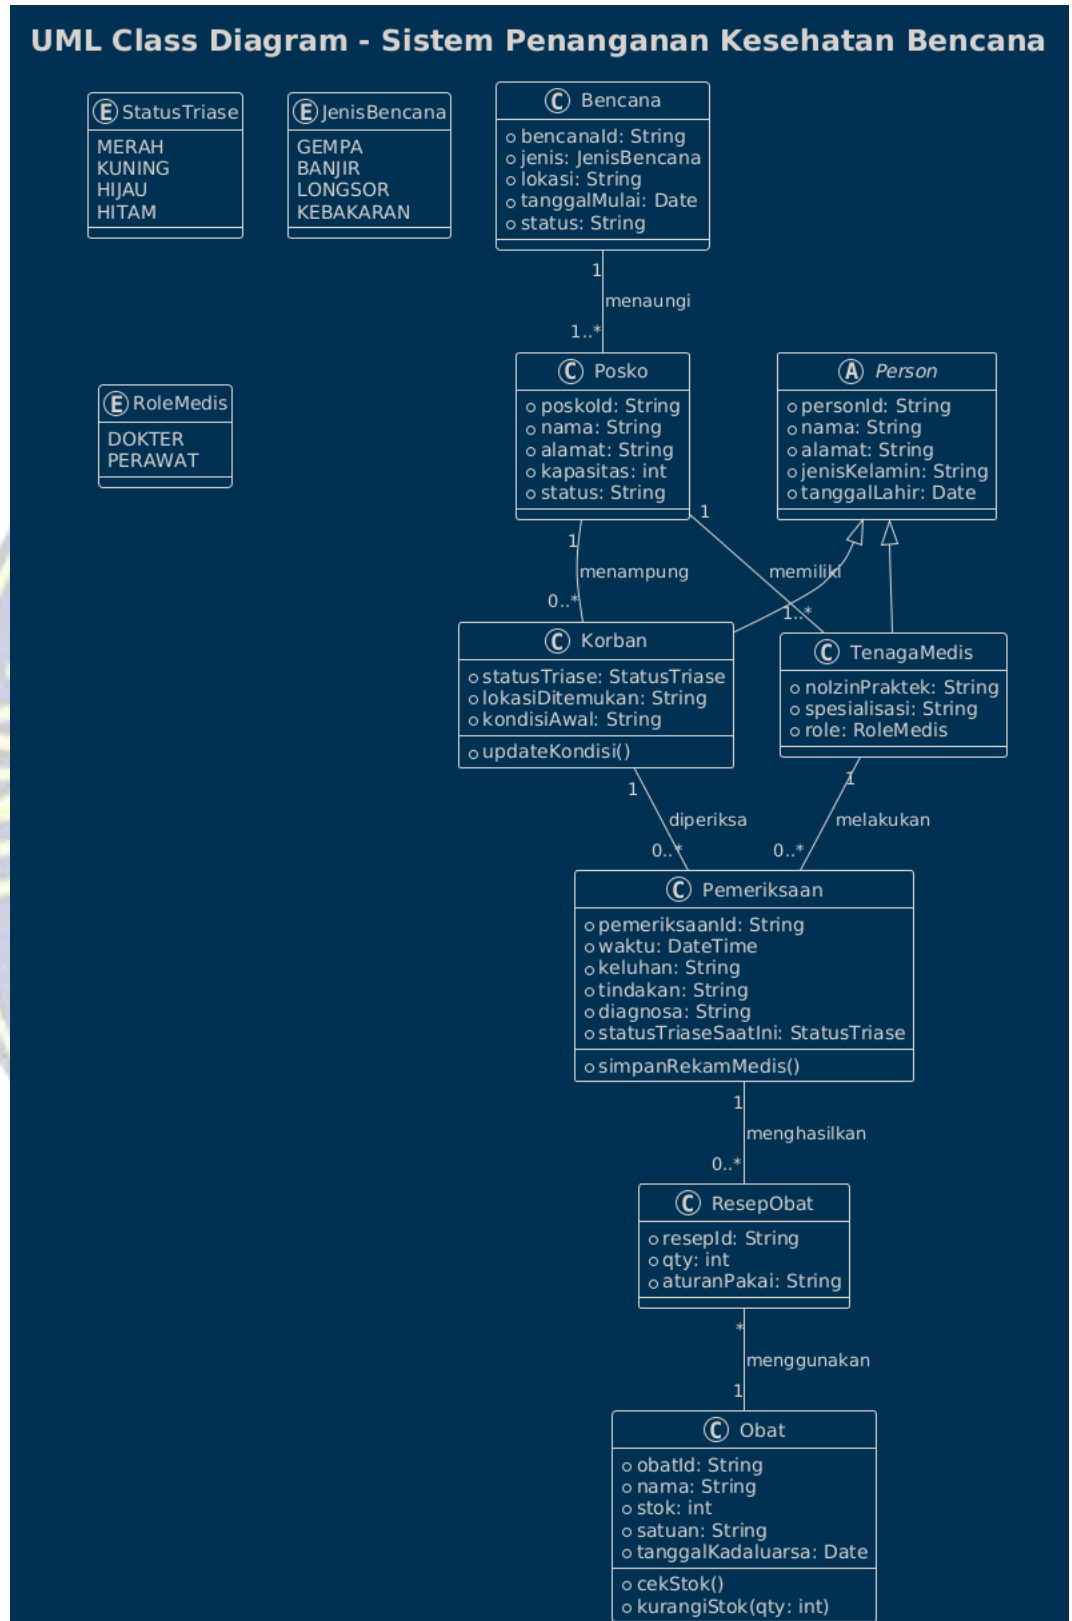 UML Class Diagram - Sistem Penanganan Kesehatan Bencana
E StatusTriase
MERAH
KUNING
HIJAU
HITAM
E JenisBencana
GEMPA
BANJIR
LONGSOR
KEBAKARAN
C Bencana
bencanaId: String
jenis: JenisBencana
lokasi: String
tanggalMulai: Date
status: String
1
menaungi
1..*
E RoleMedis
DOKTER
PERAWAT
C Posko
poskoId: String
nama: String
alamat: String
kapasitas: int
status: String
A Person
personId: String
nama: String
alamat: String
jenisKelamin: String
tanggalLahir: Date
1
menampung
0..*
1
memiliki
1..*
C Korban
statusTriase: StatusTriase
lokasiDitemukan: String
kondisiAwal: String
updateKondisi()
C TenagaMedis
noIzinPraktek: String
spesialisasi: String
role: RoleMedis
1
diperiksa
0..*
1
melakukan
0..*
C Pemeriksaan
pemeriksaanId: String
waktu: DateTime
keluhan: String
tindakan: String
diagnosa: String
statusTriaseSaatIni: StatusTriase
simpanRekamMedis()
1
menghasilkan
0..*
C ResepObat
resepId: String
qty: int
aturanPakai: String
*
menggunakan
1
C Obat
obatId: String
nama: String
stok: int
satuan: String
tanggalKadaluarsa: Date
cekStok()
kurangiStok(qty: int)